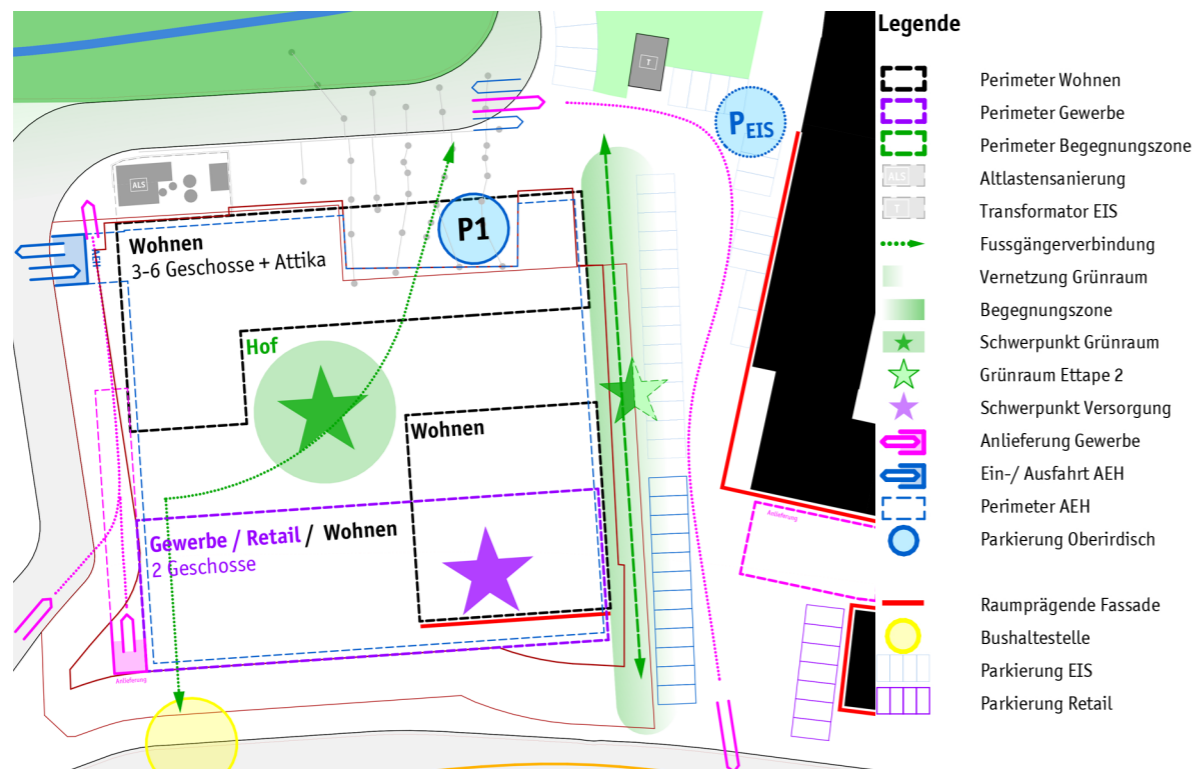 Legende
Perimeter Wohnen
Perimeter Gewerbe
Perimeter Begegnungszone
ALS
Altlastensanierung
T
Transformator EIS
Fussgängerverbindung
Vernetzung Grünraum
Begegnungszone
Schwerpunkt Grünraum
Grünraum Ettape 2
Schwerpunkt Versorgung
Anlieferung Gewerbe
Ein-/ Ausfahrt AEH
Perimeter AEH
Parkierung Oberirdisch
Raumprägende Fassade
Bushaltestelle
Parkierung EIS
Parkierung Retail
T
PEIS
ALS
P1
AEH
Wohnen
3-6 Geschosse + Attika
Hof
Wohnen
Gewerbe / Retail / Wohnen
2 Geschosse
Anlieferung
Anlieferung